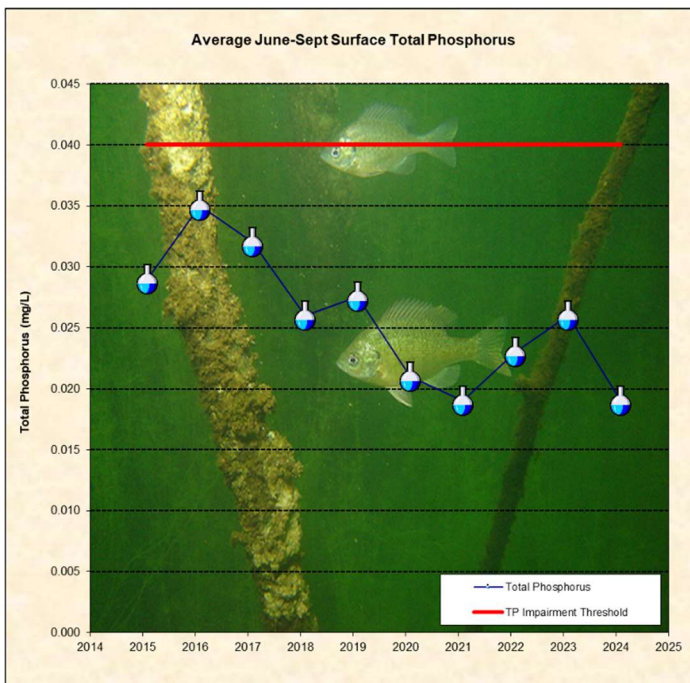 Average June-Sept Surface Total Phosphorus
Total Phosphorus (mg/L)
0.045
0.040
0.035
0.030
0.025
0.020
0.015
0.010
0.005
0.000
2014 2015 2016 2017 2018 2019 2020 2021 2022 2023 2024 2025
Total Phosphorus
TP Impairment Threshold